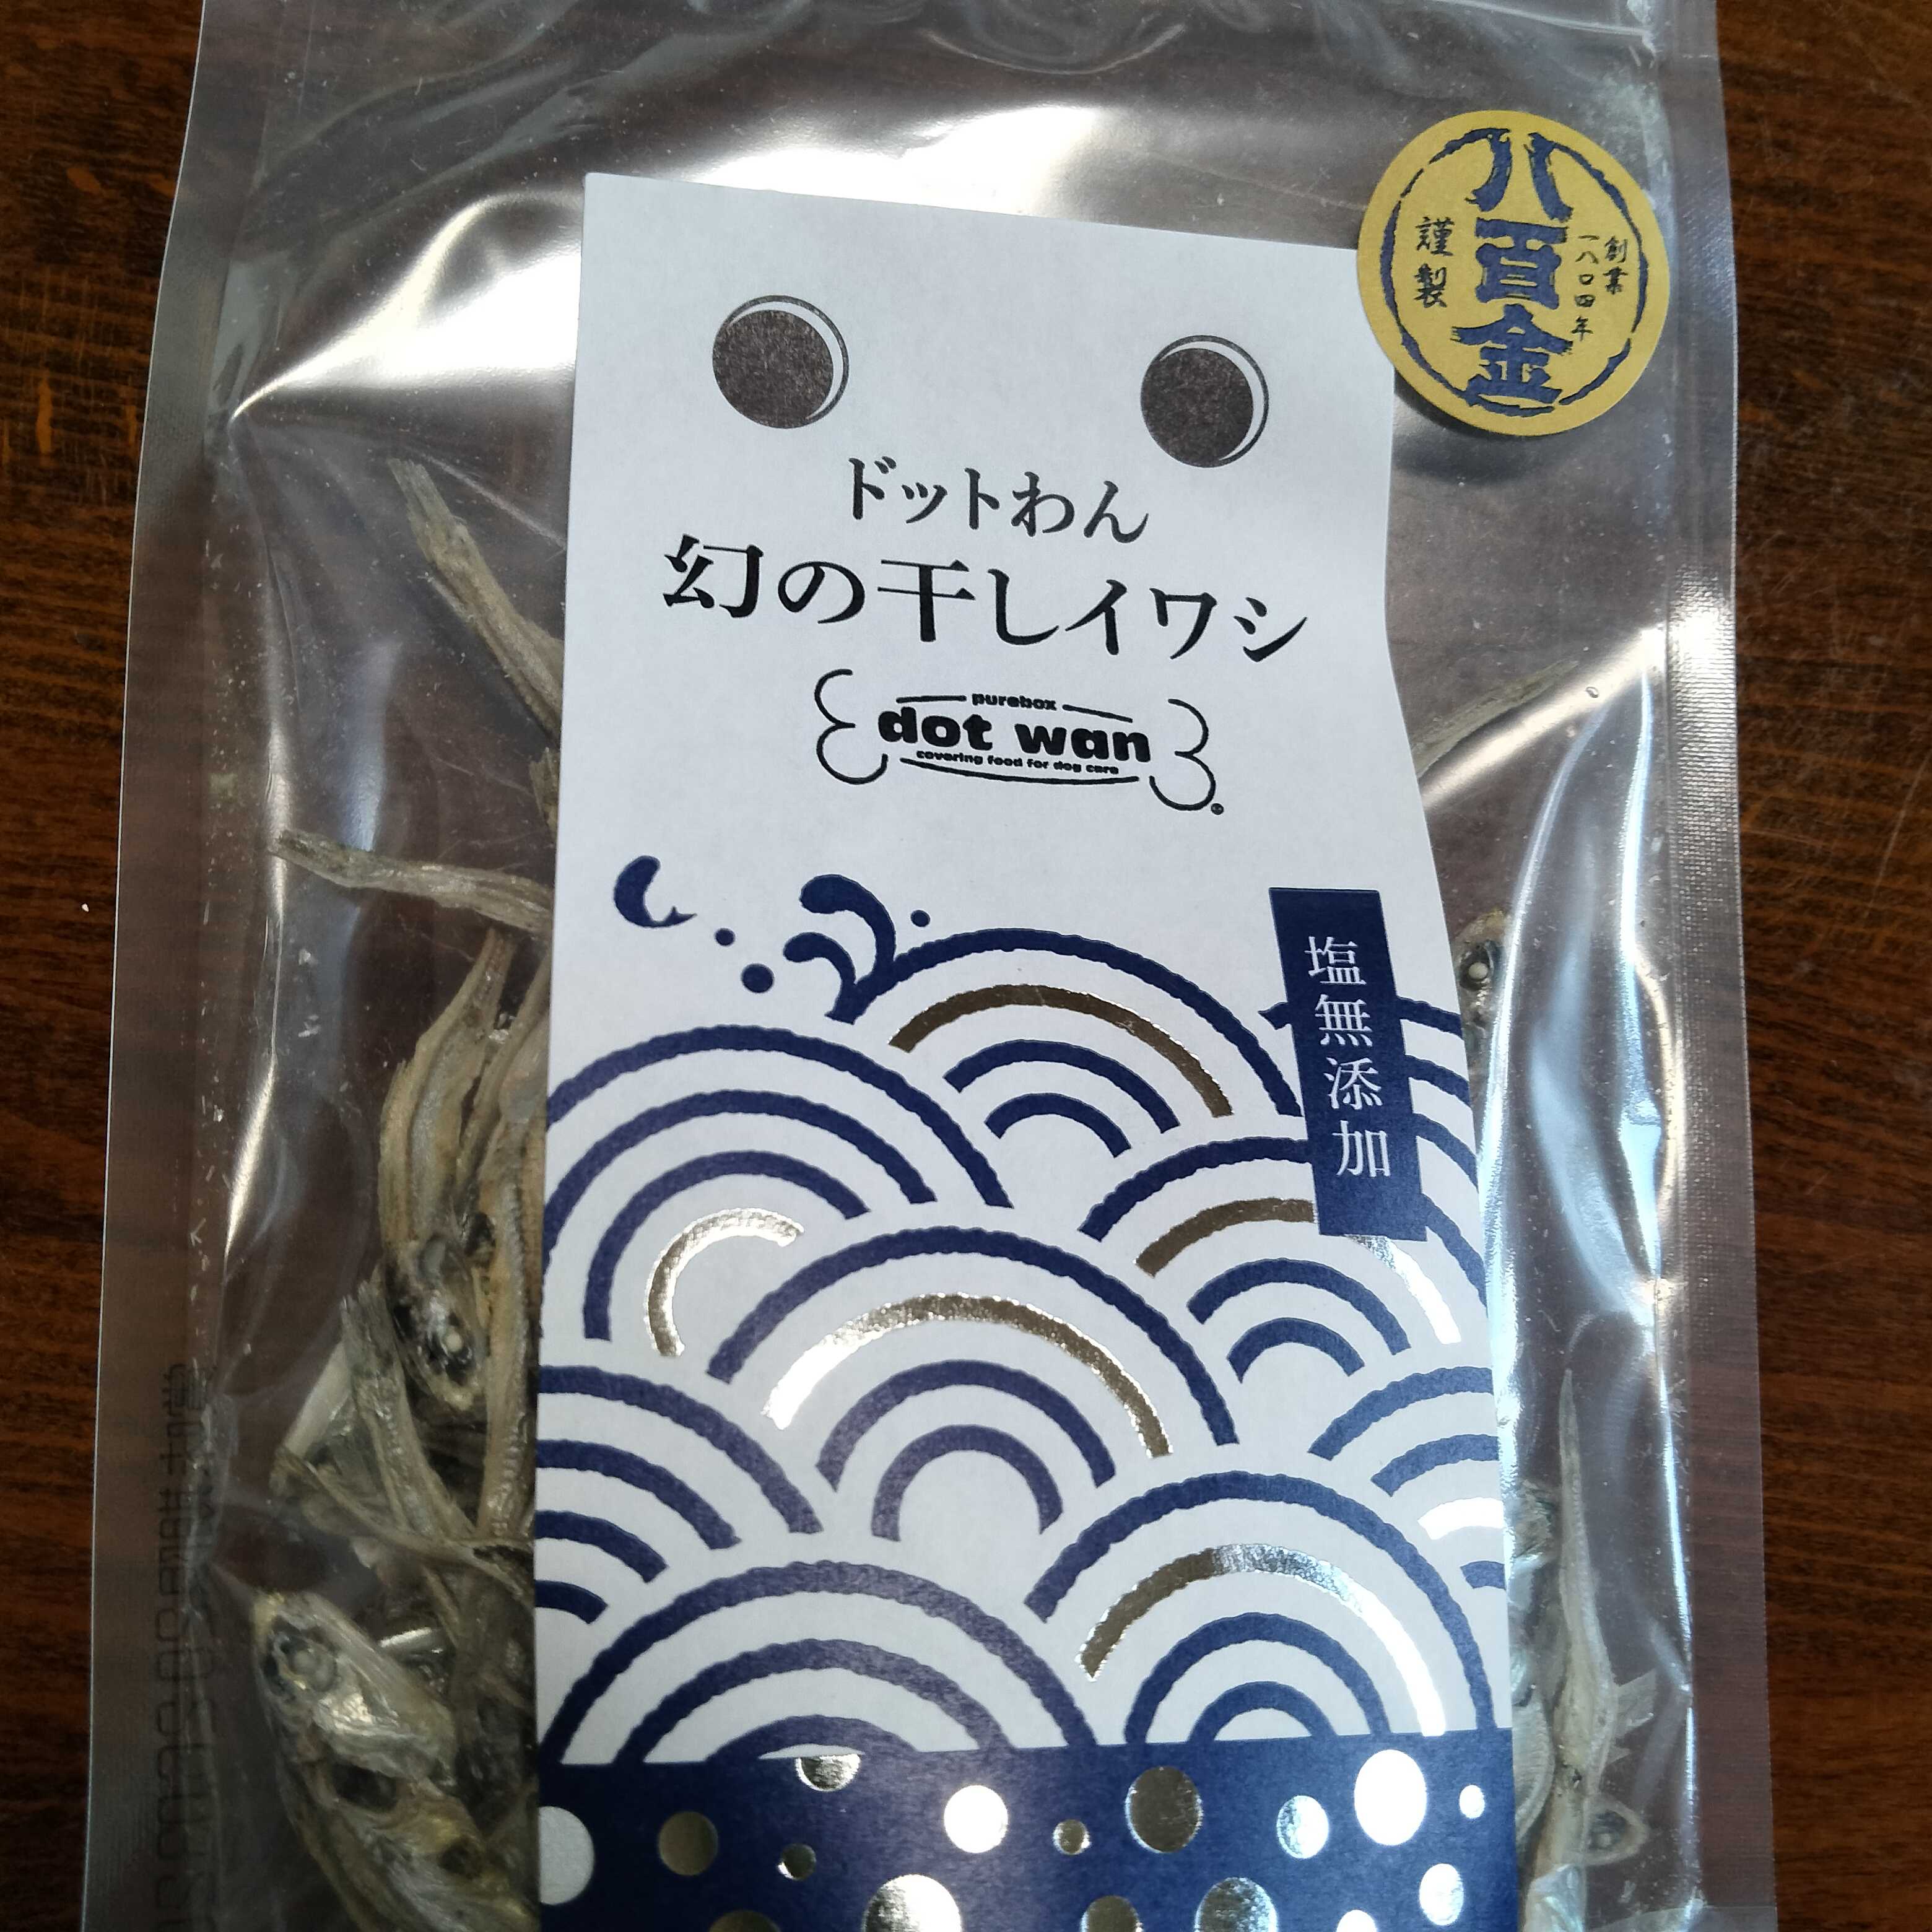 八百金
創業
一八〇四年
謹製
ドットわん
幻の干しイワシ
purebox
dot wan
covering food for dog care
塩無添加